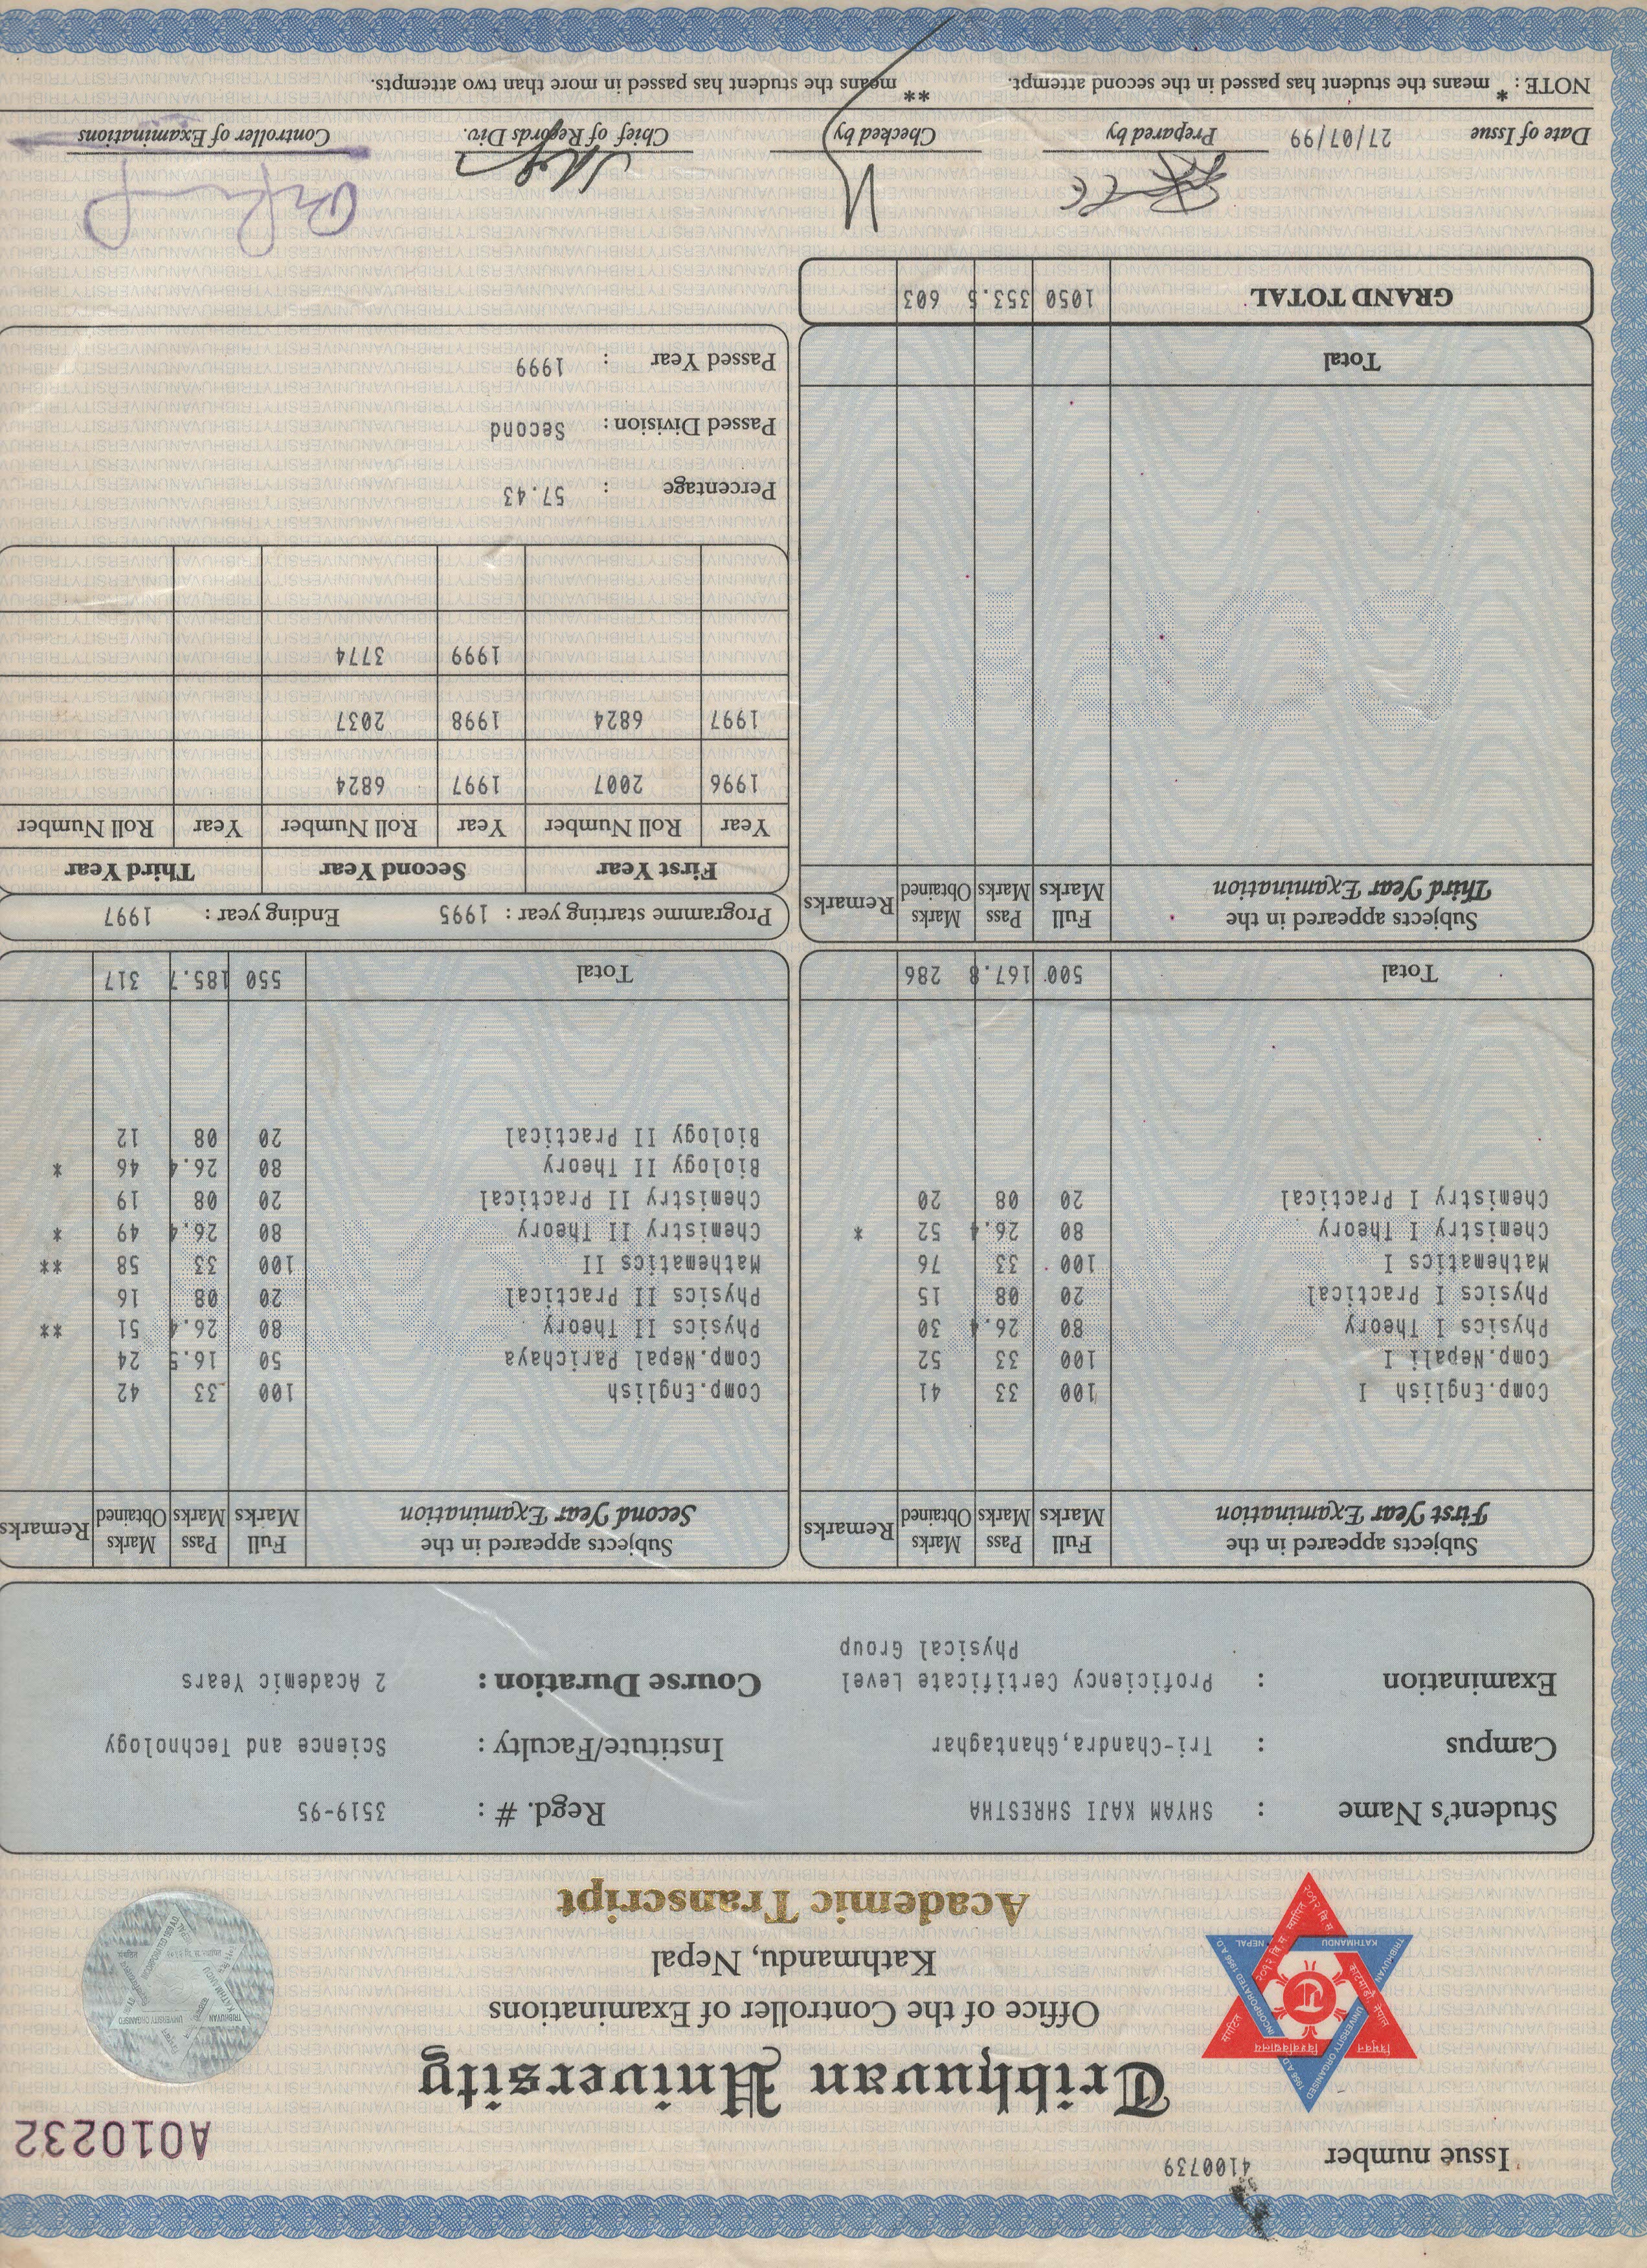 Issue number 4100739
A010232
Tribhuvan University
Office of the Controller of Examinations
Kathmandu, Nepal
Academic Transcript
त्रिभुवन विश्वविद्यालय
UNIVERSITY ORGANISED 1956 A.D.
INCORPORATED 1956 A.D.
TRIBHUVAN
KATHMANDU NEPAL
Student's Name : SHYAM KAJI SHRESTHA Regd. # : 3519-95
Campus : Tri-Chandra,Ghantaghar Institute/Faculty : Science and Technology
Examination : Proficiency Certificate Level Course Duration : 2 Academic Years
Physical Group
Subjects appeared in the First Year Examination Full Marks Pass Marks Marks Obtained Remarks
Comp.English I 100 33 41
Comp.Nepali I 100 33 52
Physics I Theory 80 26.4 30
Physics I Practical 20 08 15
Mathematics I 100 33 76
Chemistry I Theory 80 26.4 52 *
Chemistry I Practical 20 08 20
Total 500 167.8 286
Subjects appeared in the Second Year Examination Full Marks Pass Marks Marks Obtained Remarks
Comp.English 100 33 42
Comp.Nepal Parichaya 50 16.5 24
Physics II Theory 80 26.4 51 **
Physics II Practical 20 08 16
Mathematics II 100 33 58 **
Chemistry II Theory 80 26.4 49 *
Chemistry II Practical 20 08 19
Biology II Theory 80 26.4 46 *
Biology II Practical 20 08 12
Total 550 185.7 317
Subjects appeared in the Third Year Examination Full Marks Pass Marks Marks Obtained Remarks
Total
GRAND TOTAL 1050 353.5 603
Programme starting year : 1995 Ending year : 1997
First Year Second Year Third Year
Year Roll Number Year Roll Number Year Roll Number
1996 2007 1997 6824
1997 6824 1998 2037
1999 3774
Percentage : 57.43
Passed Division : Second
Passed Year : 1999
Date of Issue 27/07/99 Prepared by Checked by Chief of Records Div. Controller of Examinations
NOTE : * means the student has passed in the second attempt. ** means the student has passed in more than two attempts.